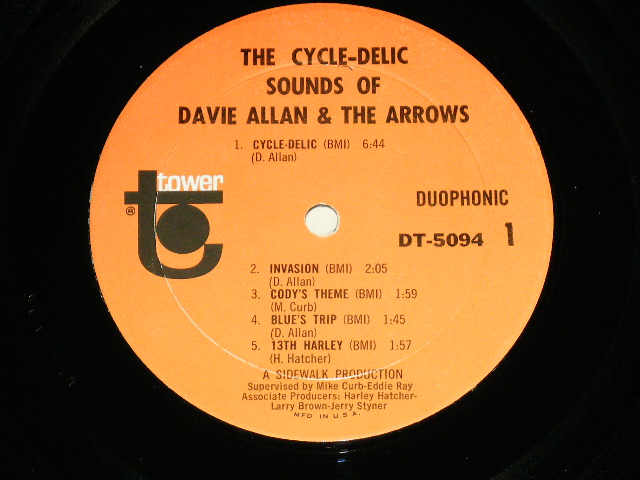 THE CYCLE-DELIC
SOUNDS OF
DAVIE ALLAN & THE ARROWS
1. CYCLE-DELIC (BMI) 6:44
(D. Allan)
tower
®
DUOPHONIC
DT-5094 1
2. INVASION (BMI) 2:05
(D. Allan)
3. CODY'S THEME (BMI) 1:59
(M. Curb)
4. BLUE'S TRIP (BMI) 1:45
(D. Allan)
5. 13TH HARLEY (BMI) 1:57
(H. Hatcher)
A SIDEWALK PRODUCTION
Supervised by Mike Curb-Eddie Ray
Associate Producers: Harley Hatcher-
Larry Brown-Jerry Styner
MFD IN U.S.A.